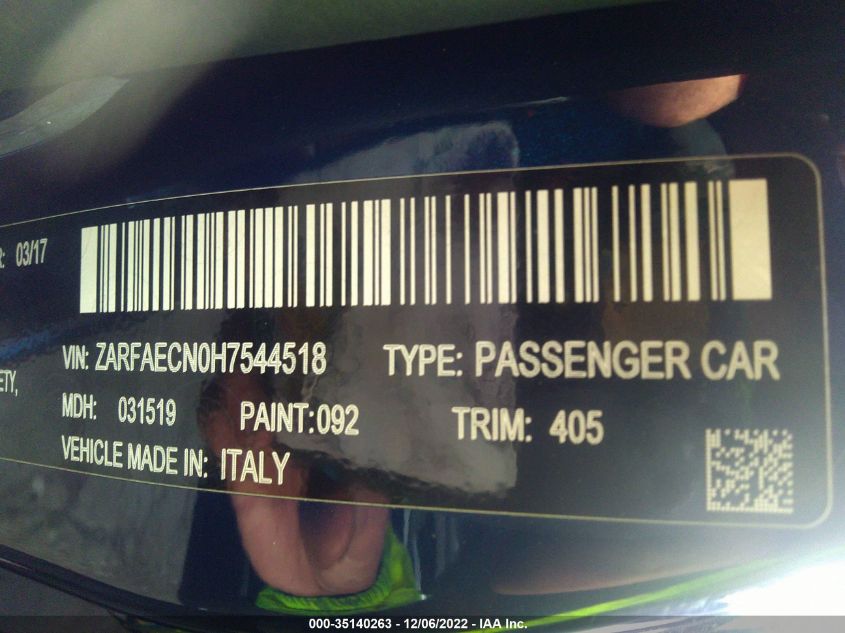 R: 03/17
ETY,
VIN: ZARFAECN0H7544518
TYPE: PASSENGER CAR
MDH: 031519
PAINT:092
TRIM: 405
VEHICLE MADE IN: ITALY
000-35140263 - 12/06/2022 - IAA Inc.